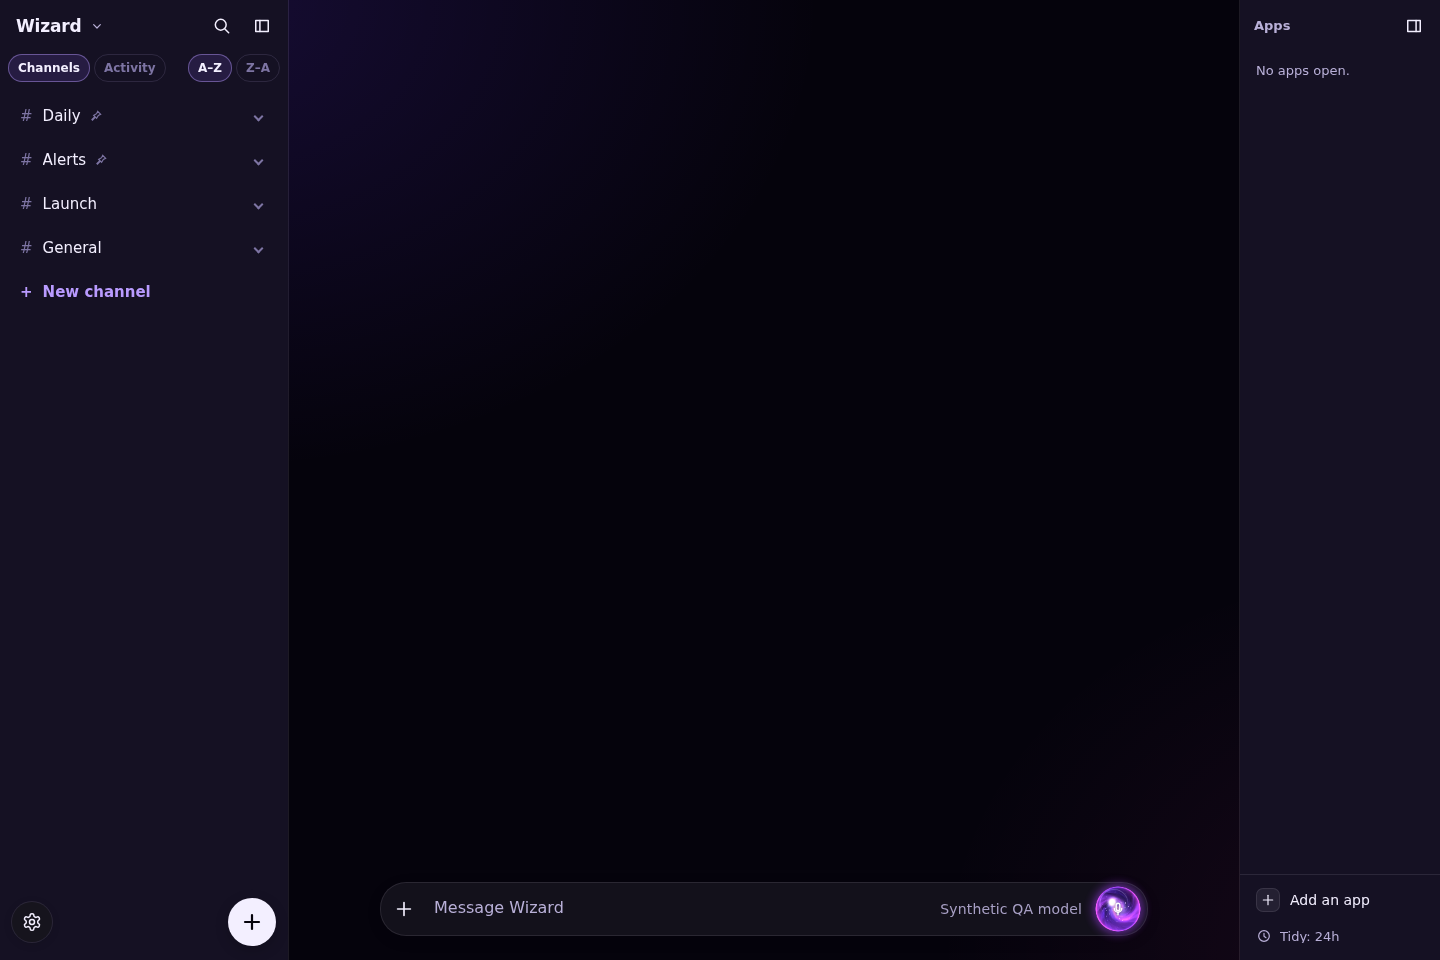 Wizard
Channels
Activity
A–Z
Z–A
# Daily
# Alerts
# Launch
# General
+ New channel
Message Wizard
Synthetic QA model
Apps
No apps open.
Add an app
Tidy: 24h